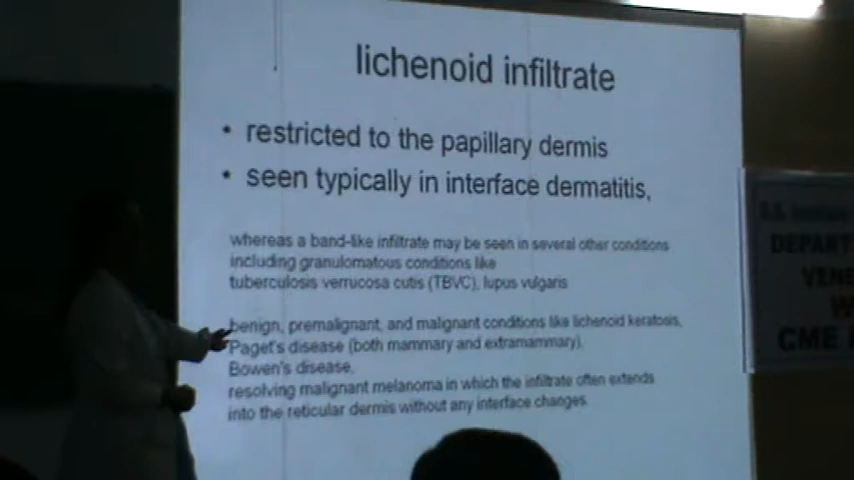 lichenoid infiltrate
• restricted to the papillary dermis
• seen typically in interface dermatitis,
whereas a band-like infiltrate may be seen in several other conditions
including granulomatous conditions like
tuberculosis verrucosa cutis (TBVC), lupus vulgaris
benign, premalignant, and malignant conditions like lichenoid keratosis,
Paget's disease (both mammary and extramammary),
Bowen's disease,
resolving malignant melanoma in which the infiltrate often extends
into the reticular dermis without any interface changes.
DEPART
VENE
CME